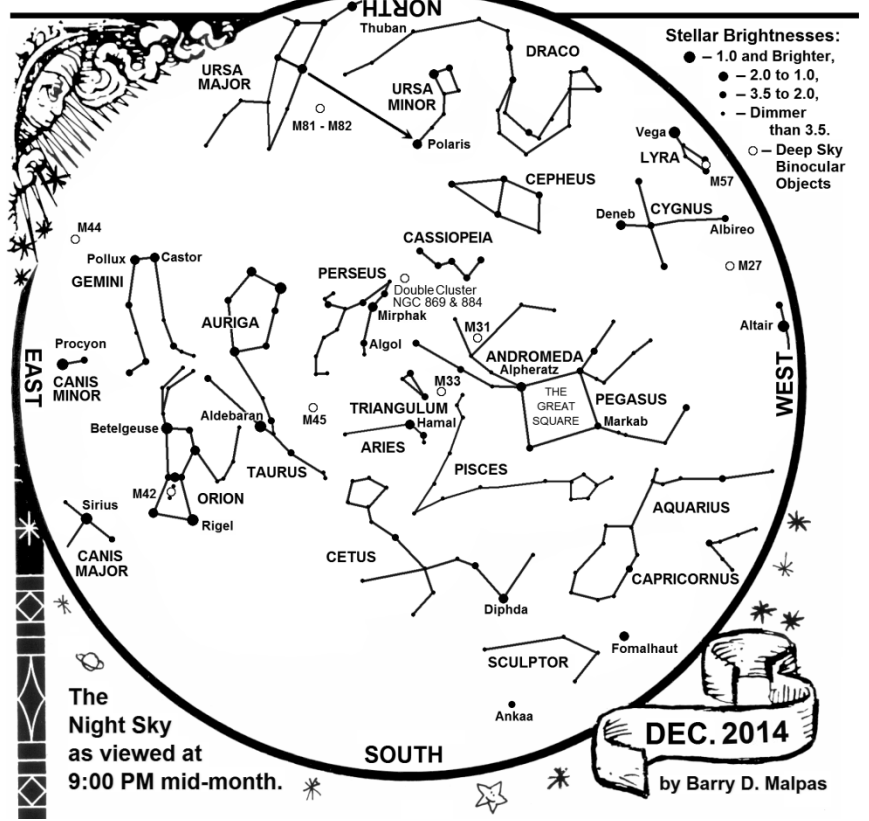 NORTH
Thuban
Stellar Brightnesses:
– 1.0 and Brighter,
– 2.0 to 1.0,
– 3.5 to 2.0,
– Dimmer
than 3.5.
– Deep Sky
Binocular
Objects
URSA
MAJOR
DRACO
URSA
MINOR
M81 - M82
Polaris
Vega
LYRA
M57
CEPHEUS
Deneb
CYGNUS
Albireo
M44
CASSIOPEIA
Pollux
Castor
GEMINI
PERSEUS
M27
Double Cluster
NGC 869 & 884
AURIGA
Mirphak
M31
Altair
Algol
Procyon
CANIS
MINOR
EAST
ANDROMEDA
Alpheratz
WEST
M33
THE
GREAT
SQUARE
PEGASUS
TRIANGULUM
Aldebaran
M45
Hamal
Markab
Betelgeuse
ARIES
TAURUS
PISCES
M42
ORION
AQUARIUS
Sirius
Rigel
CANIS
MAJOR
CETUS
CAPRICORNUS
Diphda
Fomalhaut
SCULPTOR
Ankaa
The
Night Sky
as viewed at
9:00 PM mid-month.
SOUTH
DEC. 2014
by Barry D. Malpas